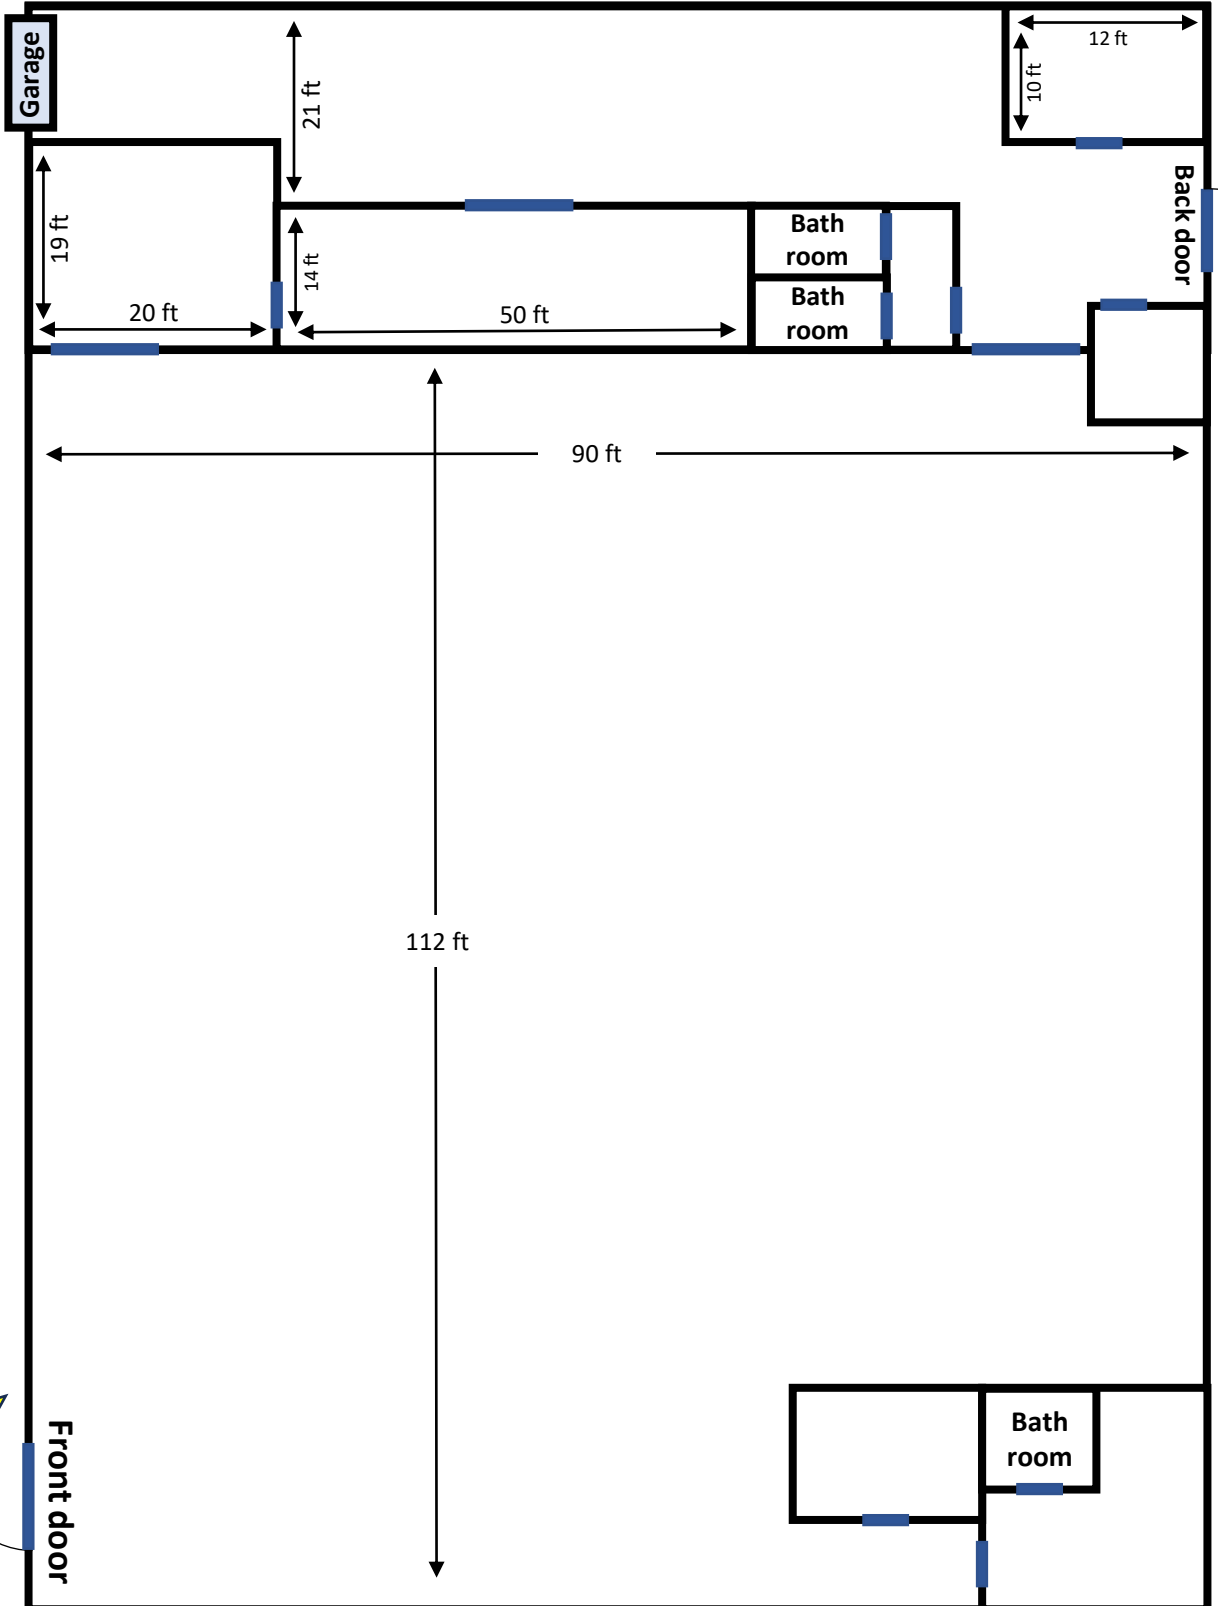 Garage
21 ft
12 ft
10 ft
19 ft
20 ft
14 ft
50 ft
Bath
room
Bath
room
Back door
90 ft
112 ft
Front door
Bath
room